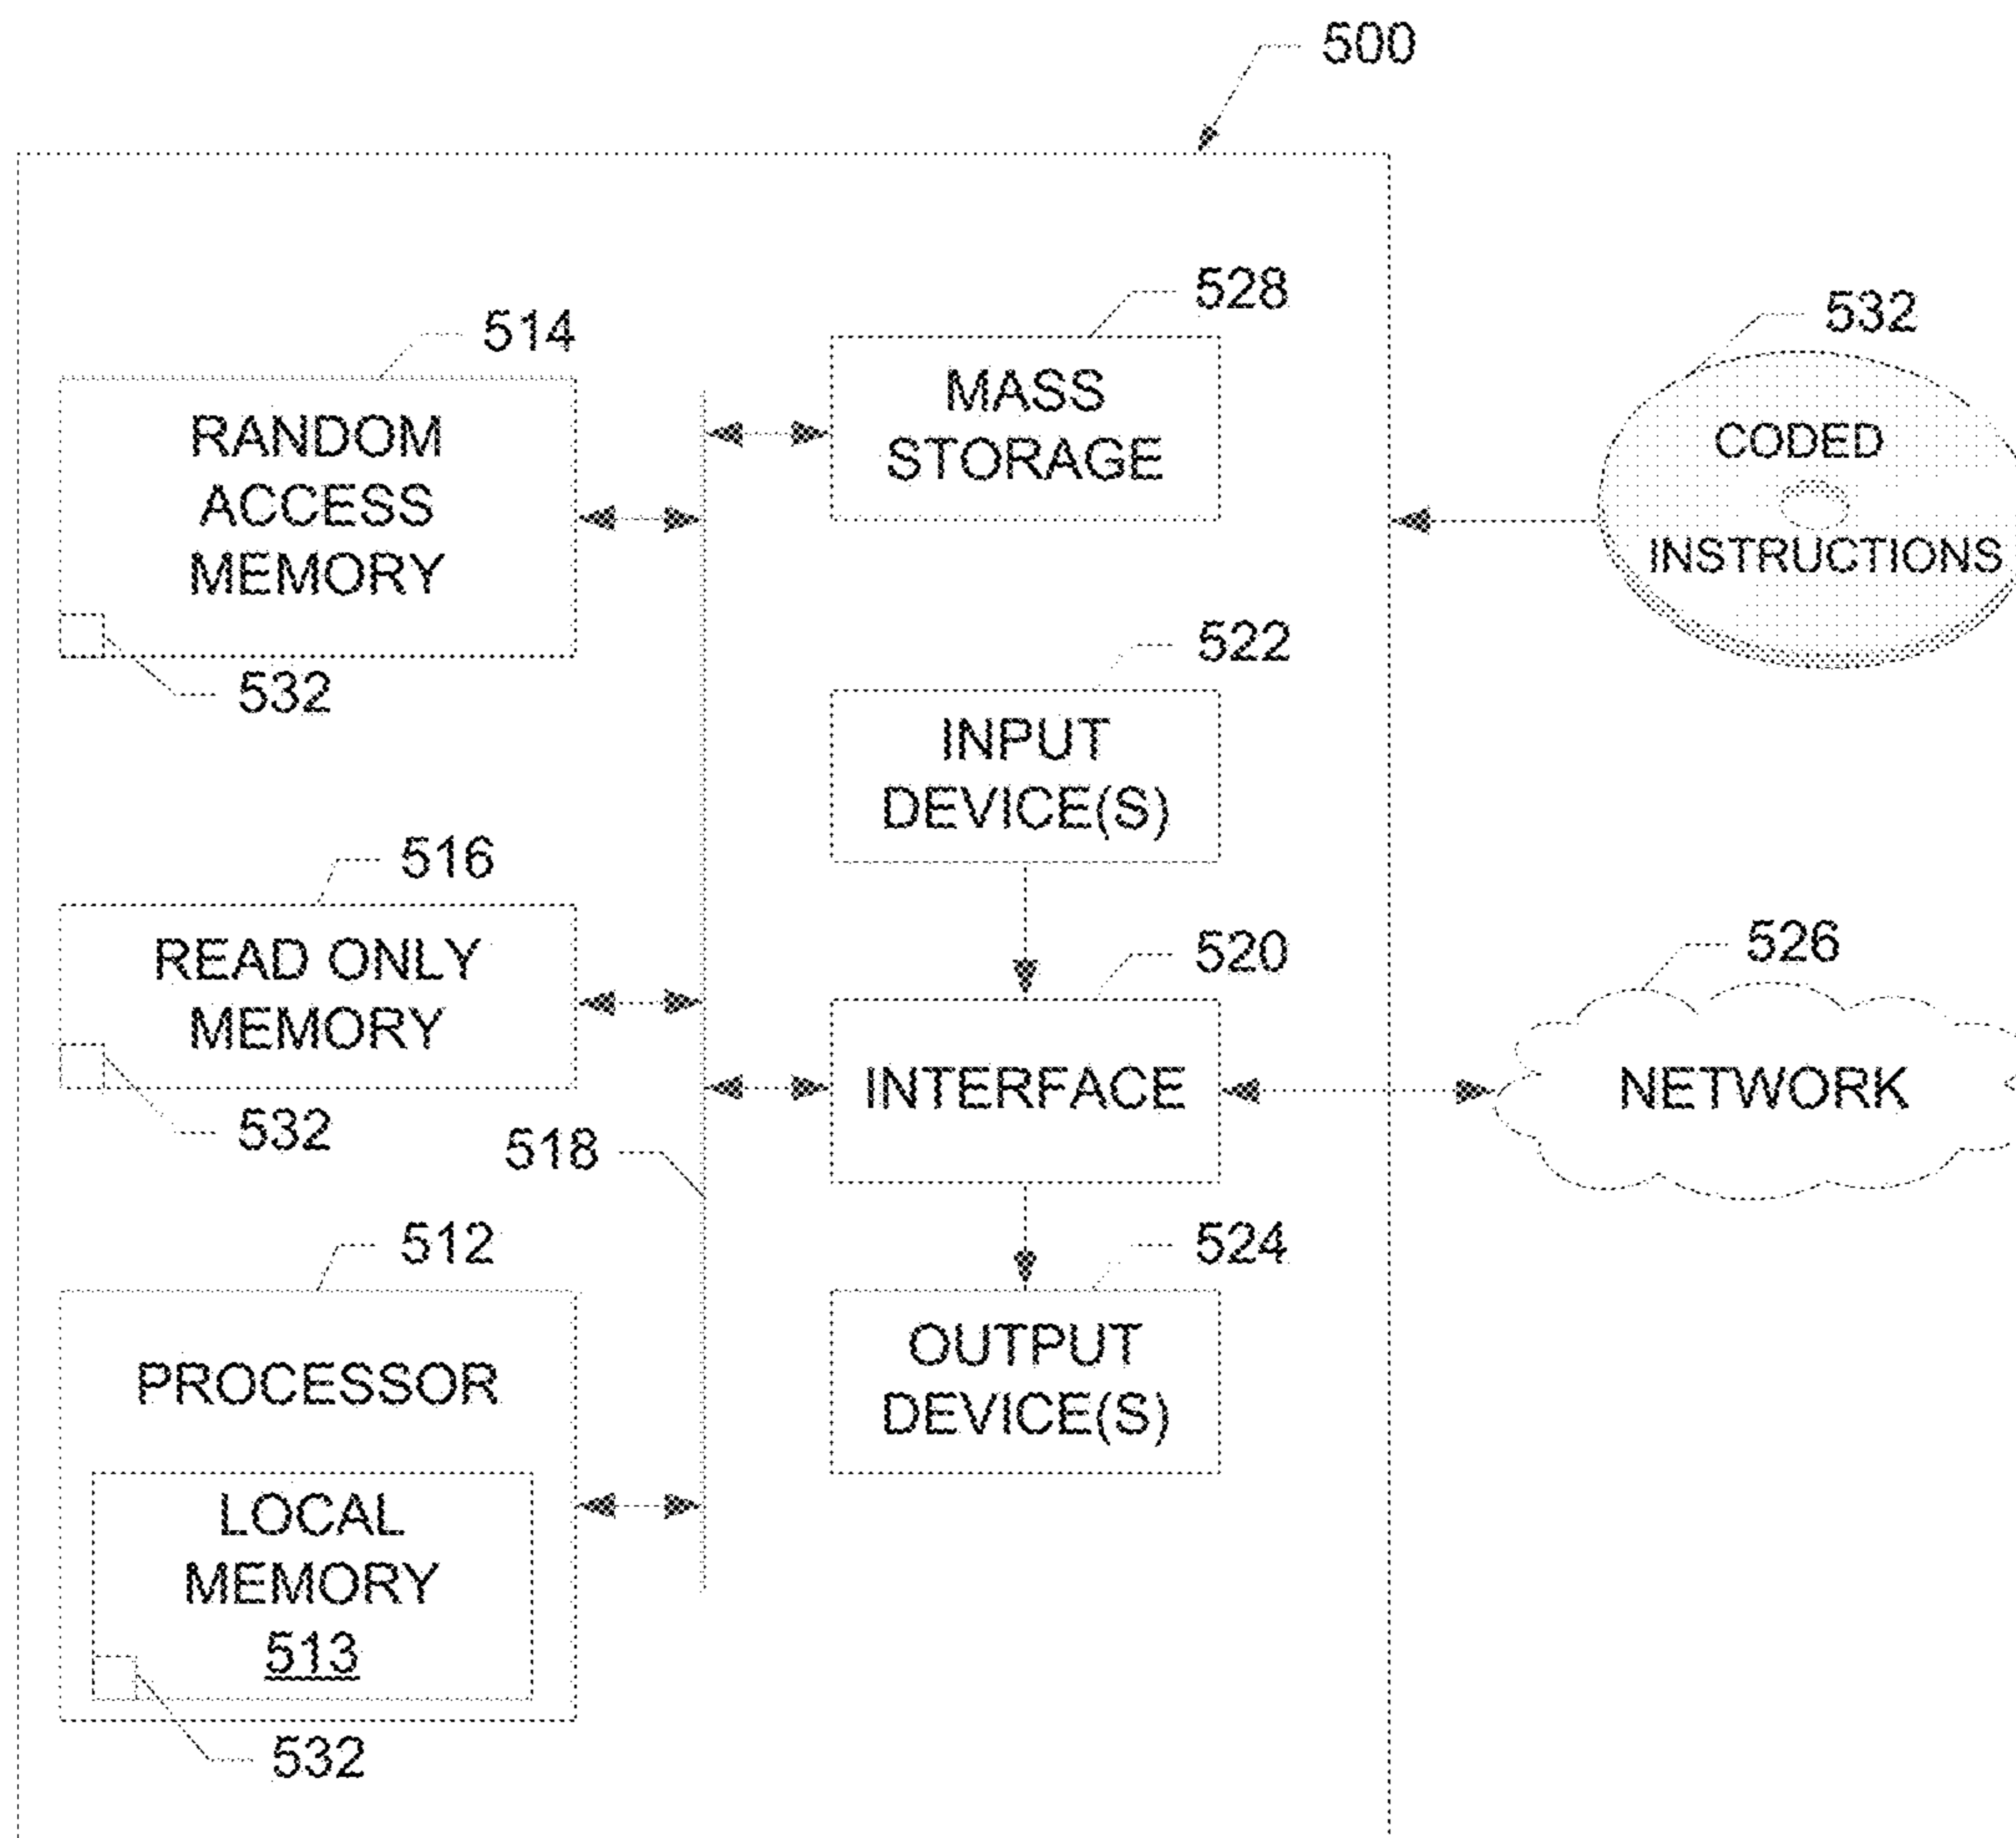 500
514
RANDOM
ACCESS
MEMORY
532
528
MASS
STORAGE
532
CODED
INSTRUCTIONS
522
INPUT
DEVICE(S)
516
READ ONLY
MEMORY
532
518
520
INTERFACE
526
NETWORK
512
PROCESSOR
LOCAL
MEMORY
513
532
524
OUTPUT
DEVICE(S)